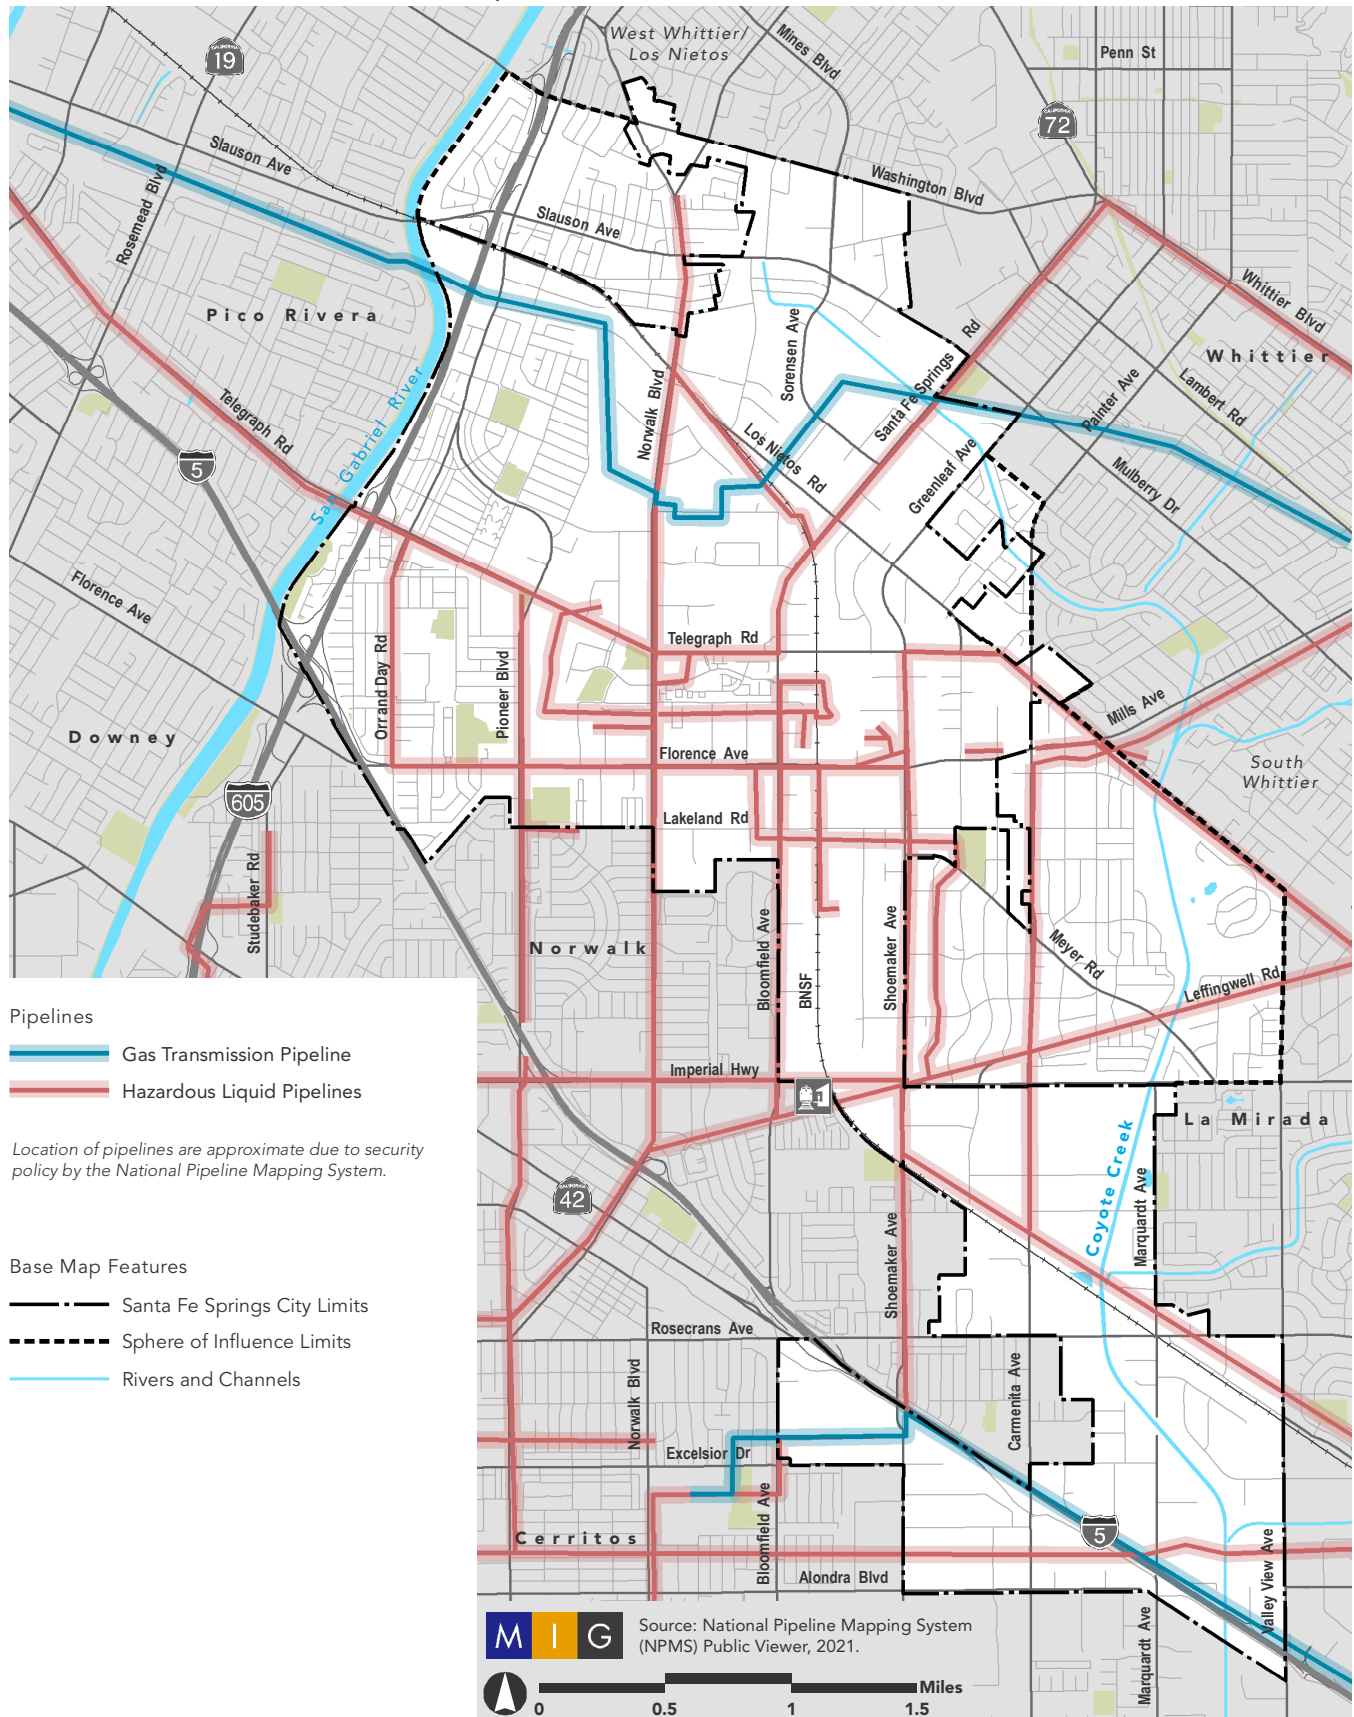 West Whittier/
Los Nietos
Mines Blvd
Penn St
CALIFORNIA
19
CALIFORNIA
72
Slauson Ave
Rosemead Blvd
Washington Blvd
Slauson Ave
Whittier Blvd
Pico Rivera
Sorensen Ave
Santa Fe Springs Rd
Whittier
Painter Ave
Lambert Rd
San Gabriel River
Telegraph Rd
Norwalk Blvd
Los Nietos Rd
Greenleaf Ave
Mulberry Dr
5
Florence Ave
Telegraph Rd
Orr and Day Rd
Pioneer Blvd
Mills Ave
Downey
Florence Ave
South
Whittier
605
Lakeland Rd
Studebaker Rd
Norwalk
Bloomfield Ave
BNSF
Shoemaker Ave
Meyer Rd
Leffingwell Rd
Pipelines
Gas Transmission Pipeline
Hazardous Liquid Pipelines
Imperial Hwy
Location of pipelines are approximate due to security
policy by the National Pipeline Mapping System.
La Mirada
Coyote Creek
Marquardt Ave
CALIFORNIA
42
Shoemaker Ave
Base Map Features
Santa Fe Springs City Limits
Sphere of Influence Limits
Rivers and Channels
Rosecrans Ave
Norwalk Blvd
Carmenita Ave
Excelsior Dr
Bloomfield Ave
Cerritos
5
Alondra Blvd
Valley View Ave
Marquardt Ave
M I G
Source: National Pipeline Mapping System
(NPMS) Public Viewer, 2021.
Miles
0 0.5 1 1.5